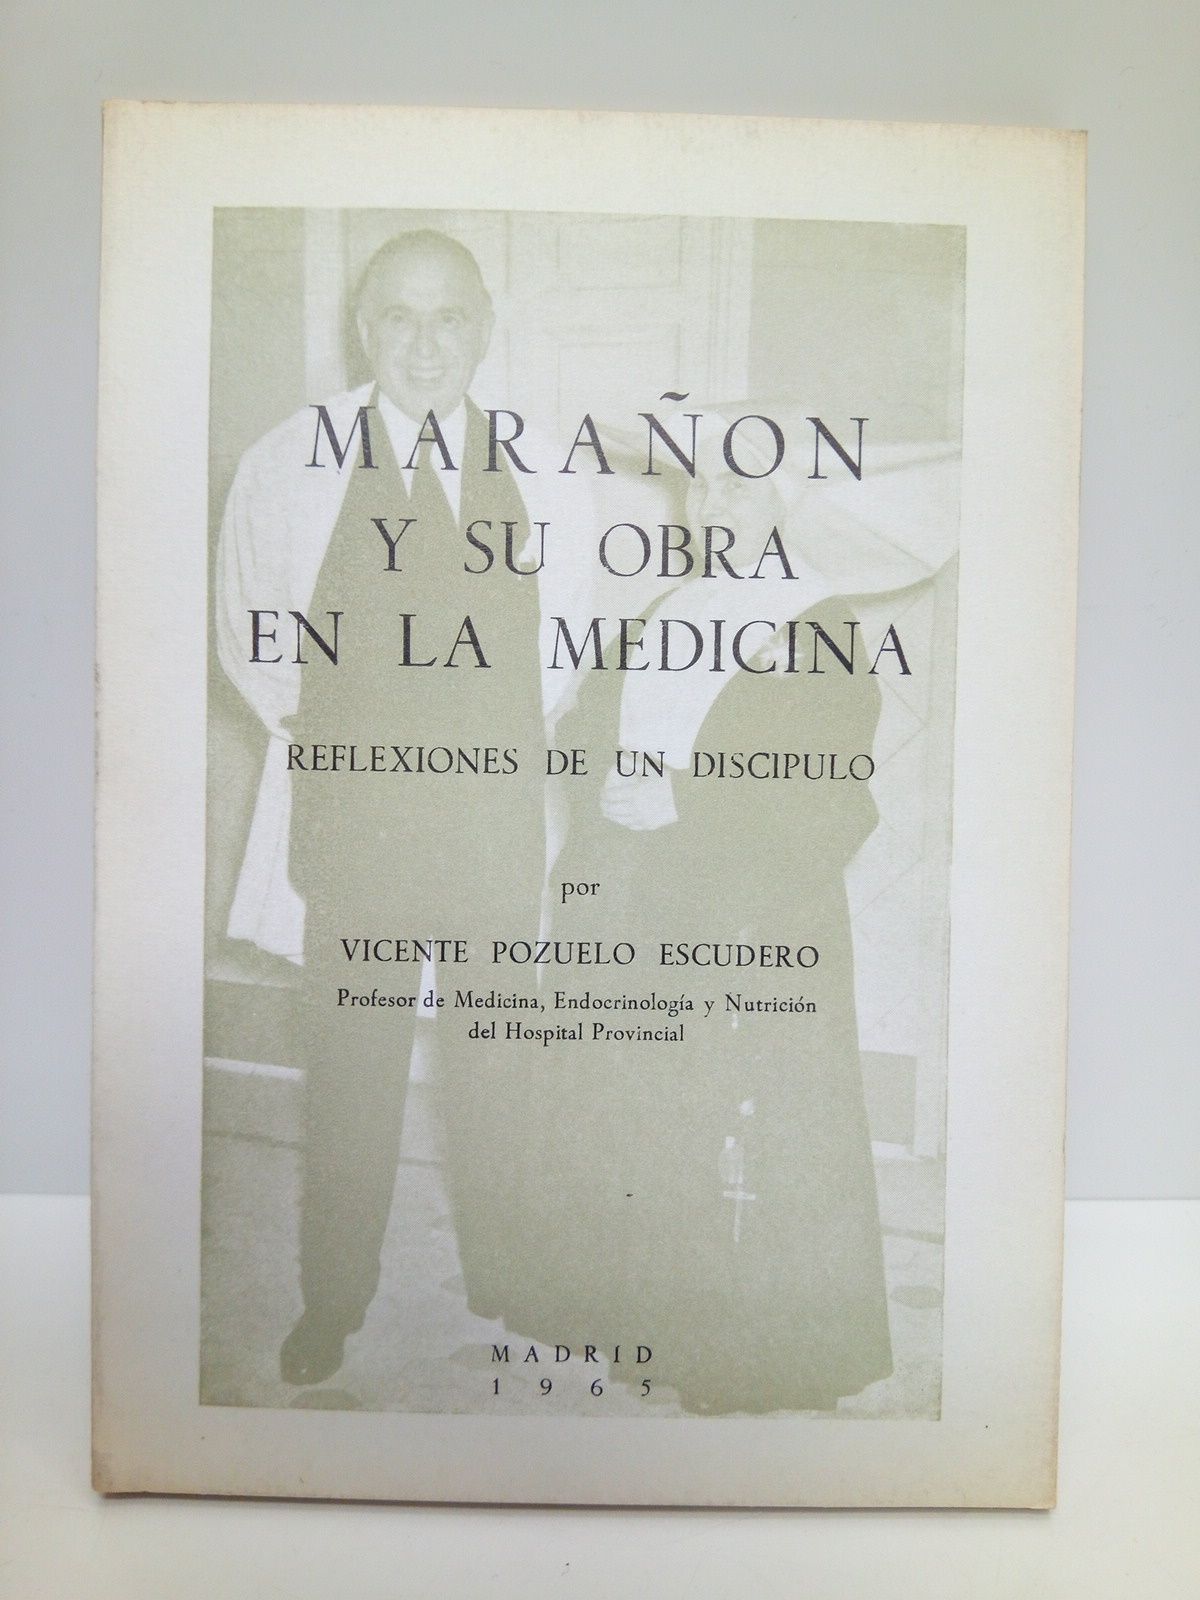 MARAÑON
Y SU OBRA
EN LA MEDICINA
REFLEXIONES DE UN DISCIPULO
por
VICENTE POZUELO ESCUDERO
Profesor de Medicina, Endocrinología y Nutrición
del Hospital Provincial
MADRID
1965